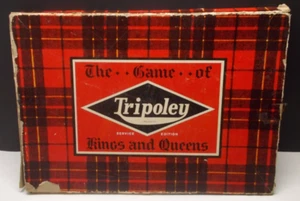 The · · Game · · of
Tripoley
SERVICE EDITION
Kings and Queens